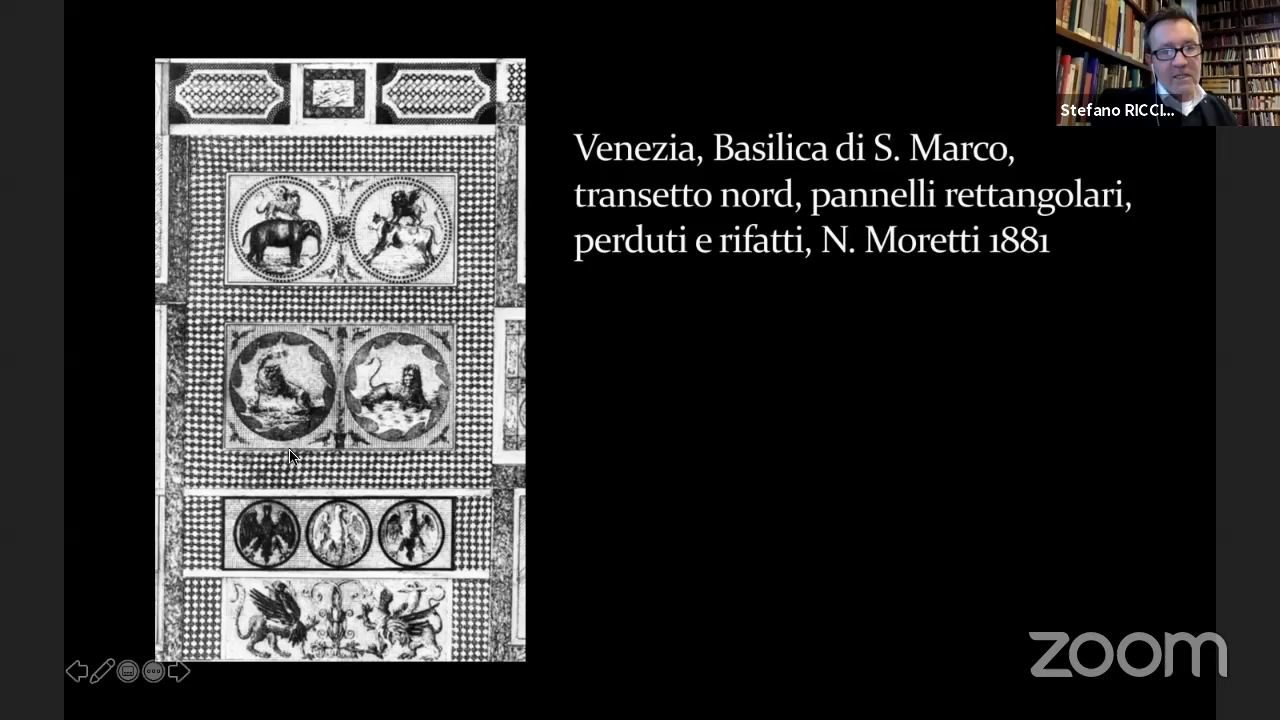 Stefano RICCI...
Venezia, Basilica di S. Marco,
transetto nord, pannelli rettangolari,
perduti e rifatti, N. Moretti 1881
zoom